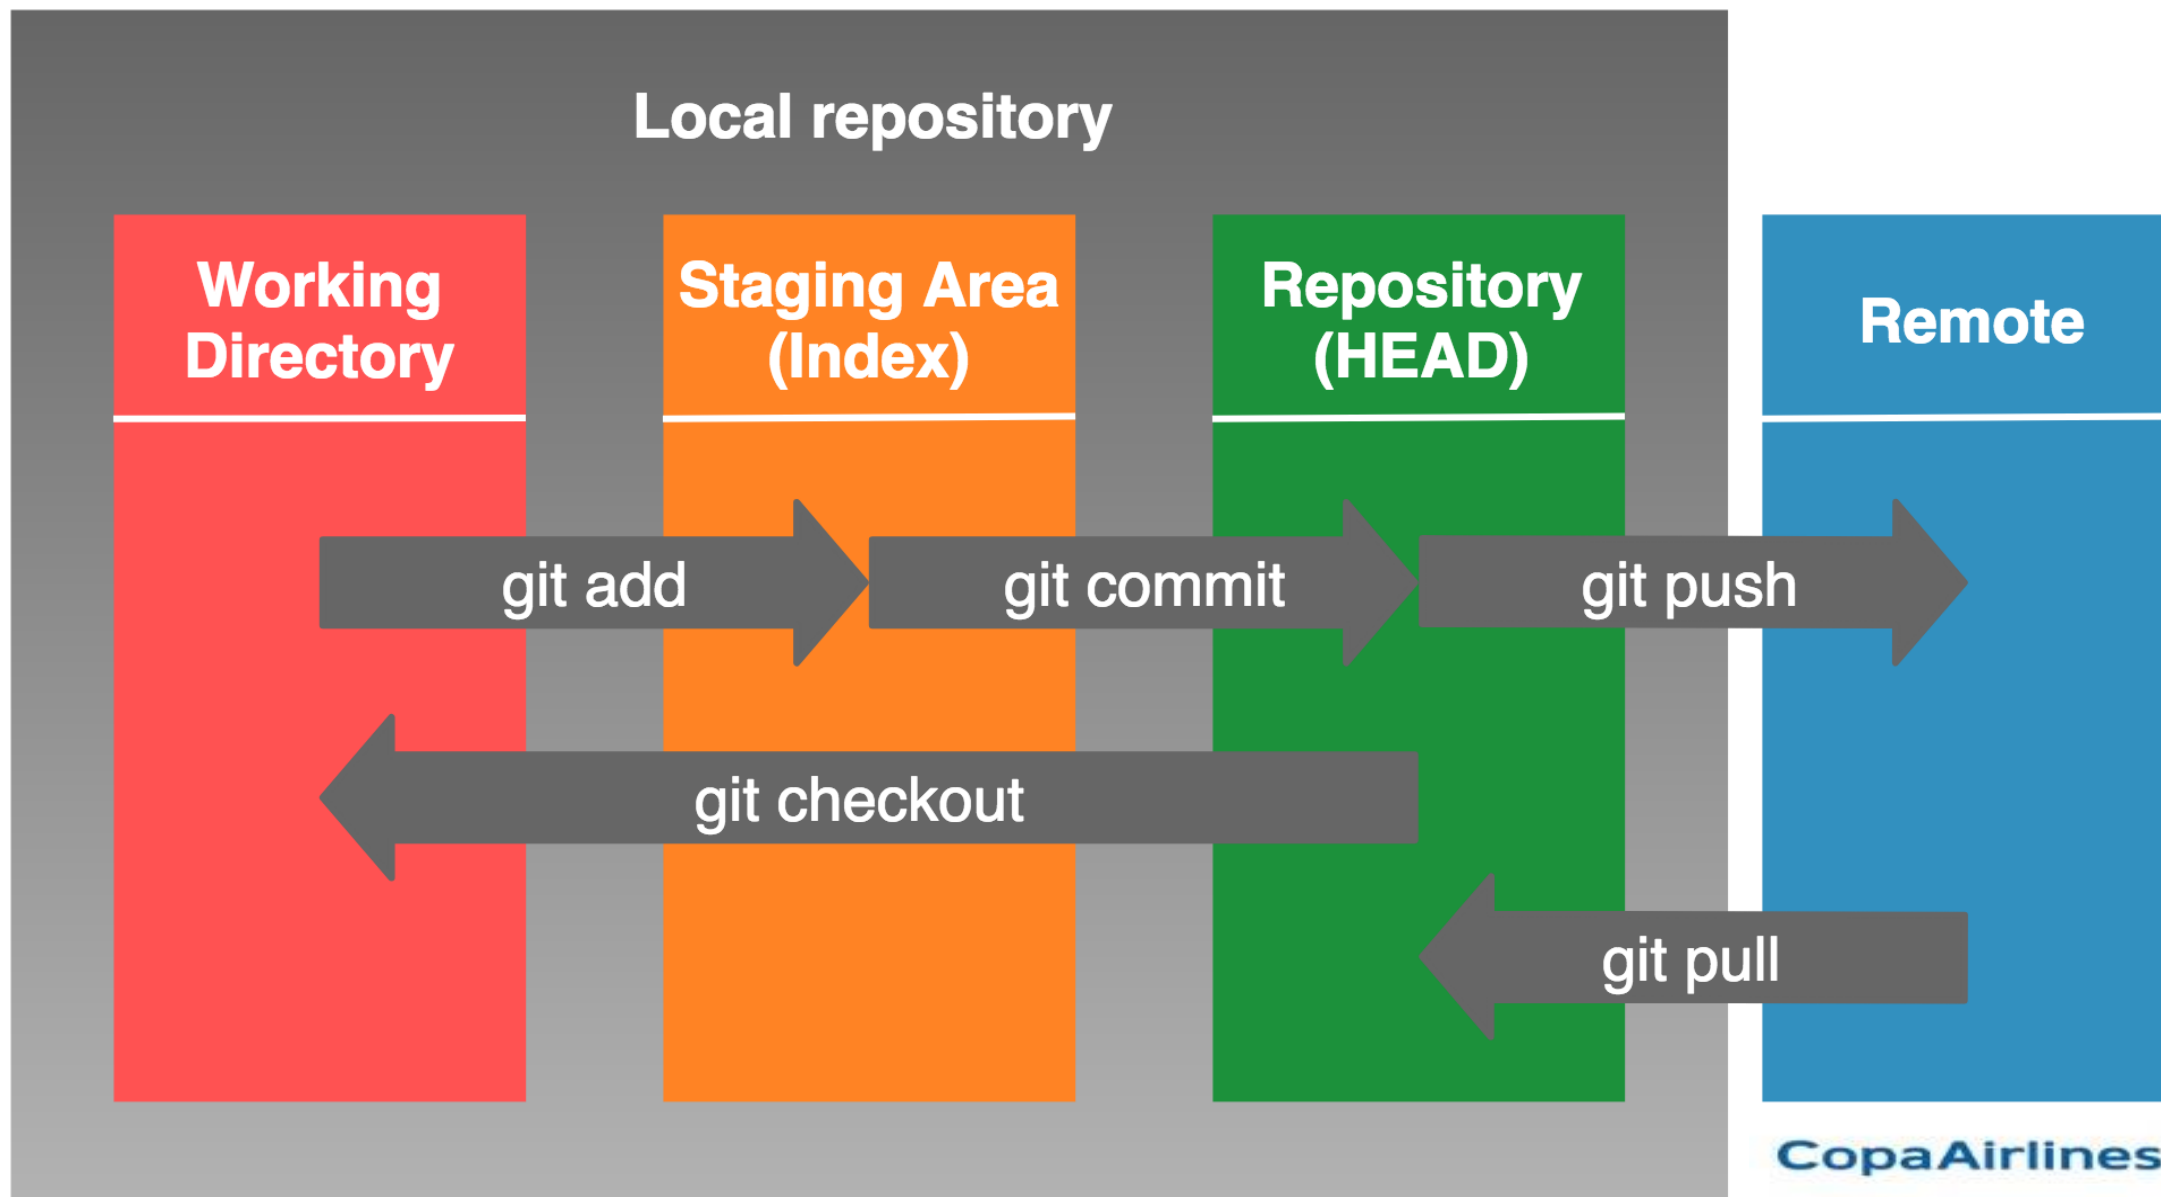 Local repository
Working
Directory
Staging Area
(Index)
Repository
(HEAD)
Remote
git add
git commit
git push
git checkout
git pull
CopaAirlines